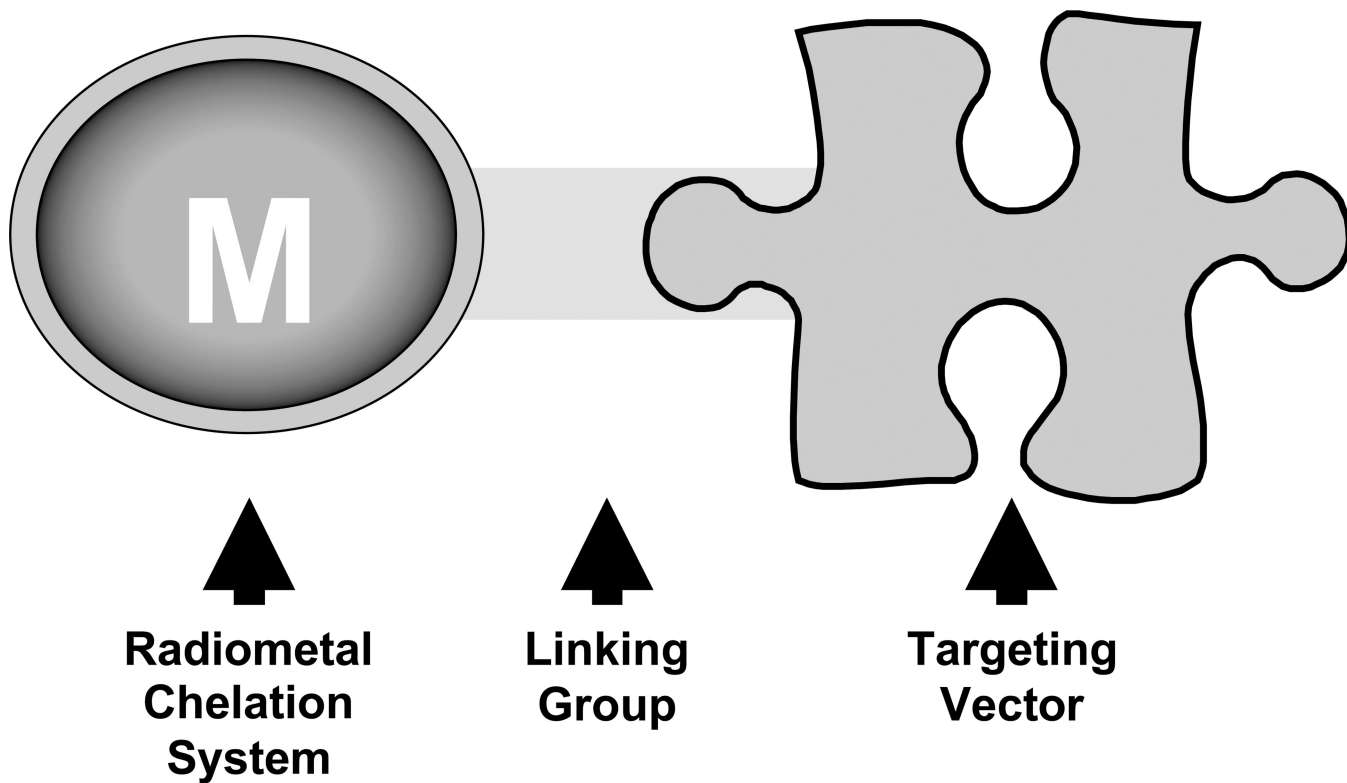 M
Radiometal
Chelation
System
Linking
Group
Targeting
Vector